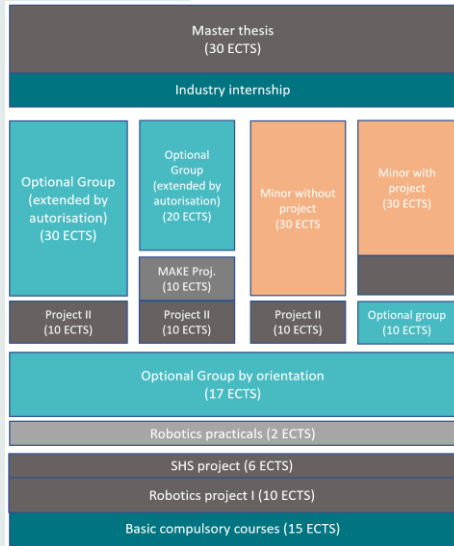 Master thesis
(30 ECTS)
Industry internship
Optional Group
(extended by
autorisation)
(30 ECTS)
Project II
(10 ECTS)
Optional
Group
(extended by
autorisation)
(20 ECTS)
MAKE Proj.
(10 ECTS)
Project II
(10 ECTS)
Minor without
project
(30 ECTS
Project II
(10 ECTS)
Minor with
project
(30 ECTS)
Optional group
(10 ECTS)
Optional Group by orientation
(17 ECTS)
Robotics practicals (2 ECTS)
SHS project (6 ECTS)
Robotics project I (10 ECTS)
Basic compulsory courses (15 ECTS)